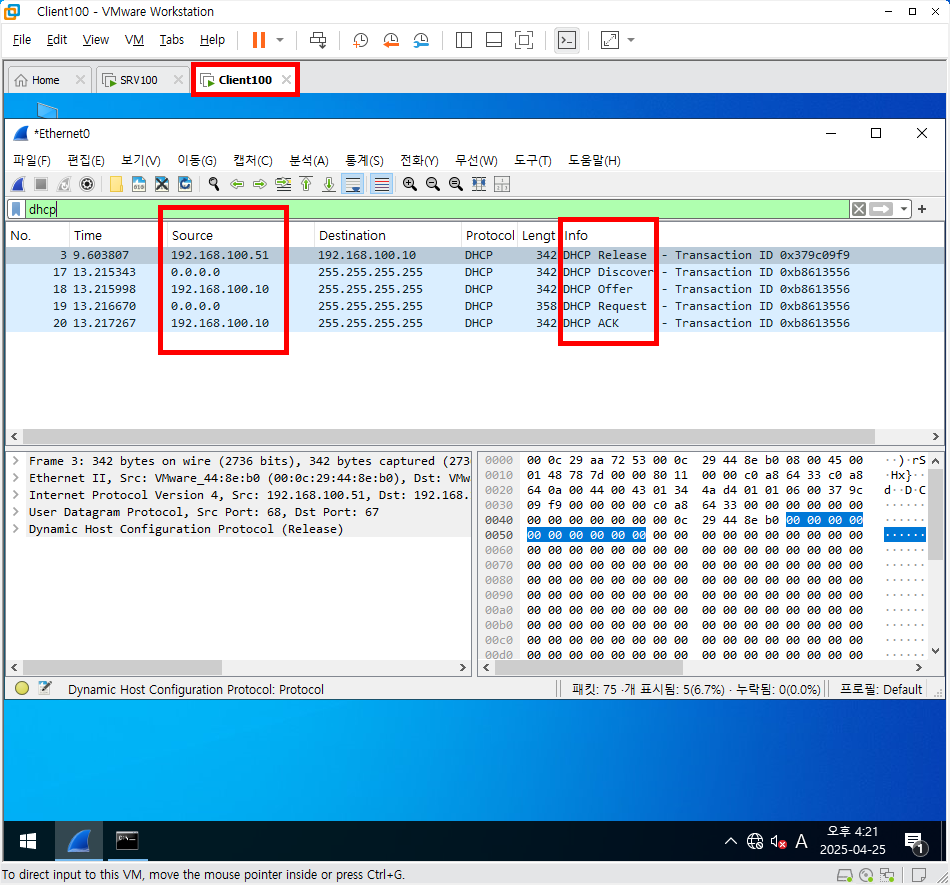 Client100 - VMware Workstation
File Edit View VM Tabs Help
Home SRV100 Client100
*Ethernet0
파일(F) 편집(E) 보기(V) 이동(G) 캡처(C) 분석(A) 통계(S) 전화(Y) 무선(W) 도구(T) 도움말(H)
dhcp
No. Time Source Destination Protocol Lengt Info
3 9.603807 192.168.100.51 192.168.100.10 DHCP 342 DHCP Release - Transaction ID 0x379c09f9
17 13.215343 0.0.0.0 255.255.255.255 DHCP 342 DHCP Discover - Transaction ID 0xb8613556
18 13.215998 192.168.100.10 255.255.255.255 DHCP 342 DHCP Offer - Transaction ID 0xb8613556
19 13.216670 0.0.0.0 255.255.255.255 DHCP 358 DHCP Request - Transaction ID 0xb8613556
20 13.217267 192.168.100.10 255.255.255.255 DHCP 342 DHCP ACK - Transaction ID 0xb8613556
Frame 3: 342 bytes on wire (2736 bits), 342 bytes captured (273
Ethernet II, Src: VMware_44:8e:b0 (00:0c:29:44:8e:b0), Dst: VMw
Internet Protocol Version 4, Src: 192.168.100.51, Dst: 192.168.
User Datagram Protocol, Src Port: 68, Dst Port: 67
Dynamic Host Configuration Protocol (Release)
0000 00 0c 29 aa 72 53 00 0c 29 44 8e b0 08 00 45 00 ··)·rS
0010 01 48 78 7d 00 00 80 11 00 00 c0 a8 64 33 c0 a8 ·Hx}··
0020 64 0a 00 44 00 43 01 34 4a d4 01 01 06 00 37 9c d··D·C
0030 09 f9 00 00 00 00 c0 a8 64 33 00 00 00 00 00 00 ······
0040 00 00 00 00 00 00 00 0c 29 44 8e b0 00 00 00 00 ······
0050 00 00 00 00 00 00 00 00 00 00 00 00 00 00 00 00 ······
0060 00 00 00 00 00 00 00 00 00 00 00 00 00 00 00 00 ······
0070 00 00 00 00 00 00 00 00 00 00 00 00 00 00 00 00 ······
0080 00 00 00 00 00 00 00 00 00 00 00 00 00 00 00 00 ······
0090 00 00 00 00 00 00 00 00 00 00 00 00 00 00 00 00 ······
00a0 00 00 00 00 00 00 00 00 00 00 00 00 00 00 00 00 ······
00b0 00 00 00 00 00 00 00 00 00 00 00 00 00 00 00 00 ······
00c0 00 00 00 00 00 00 00 00 00 00 00 00 00 00 00 00 ······
00d0 00 00 00 00 00 00 00 00 00 00 00 00 00 00 00 00 ······
Dynamic Host Configuration Protocol: Protocol
패킷: 75 ·개 표시됨: 5(6.7%) · 누락됨: 0(0.0%)
프로필: Default
A
오후 4:21
2025-04-25
1
To direct input to this VM, move the mouse pointer inside or press Ctrl+G.